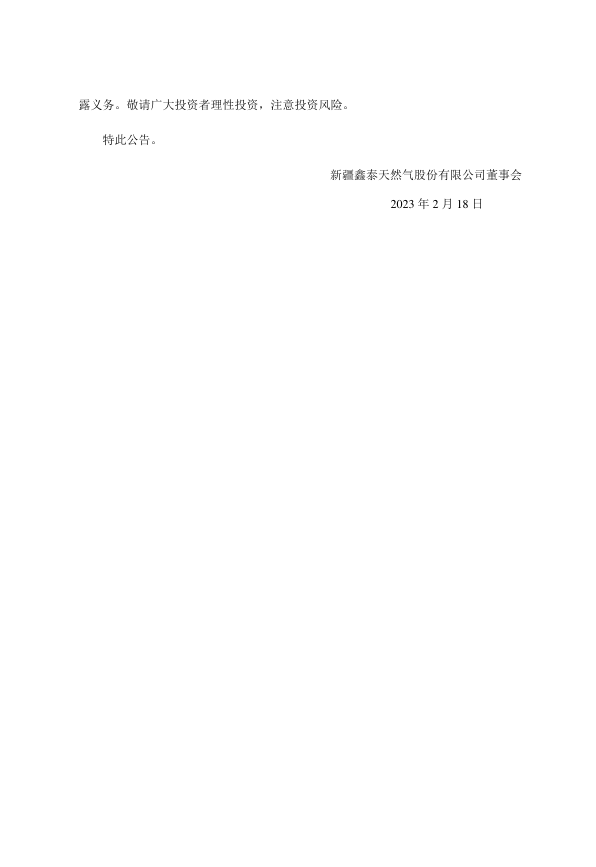 露义务。敬请广大投资者理性投资，注意投资风险。
特此公告。
新疆鑫泰天然气股份有限公司董事会
2023 年 2 月 18 日